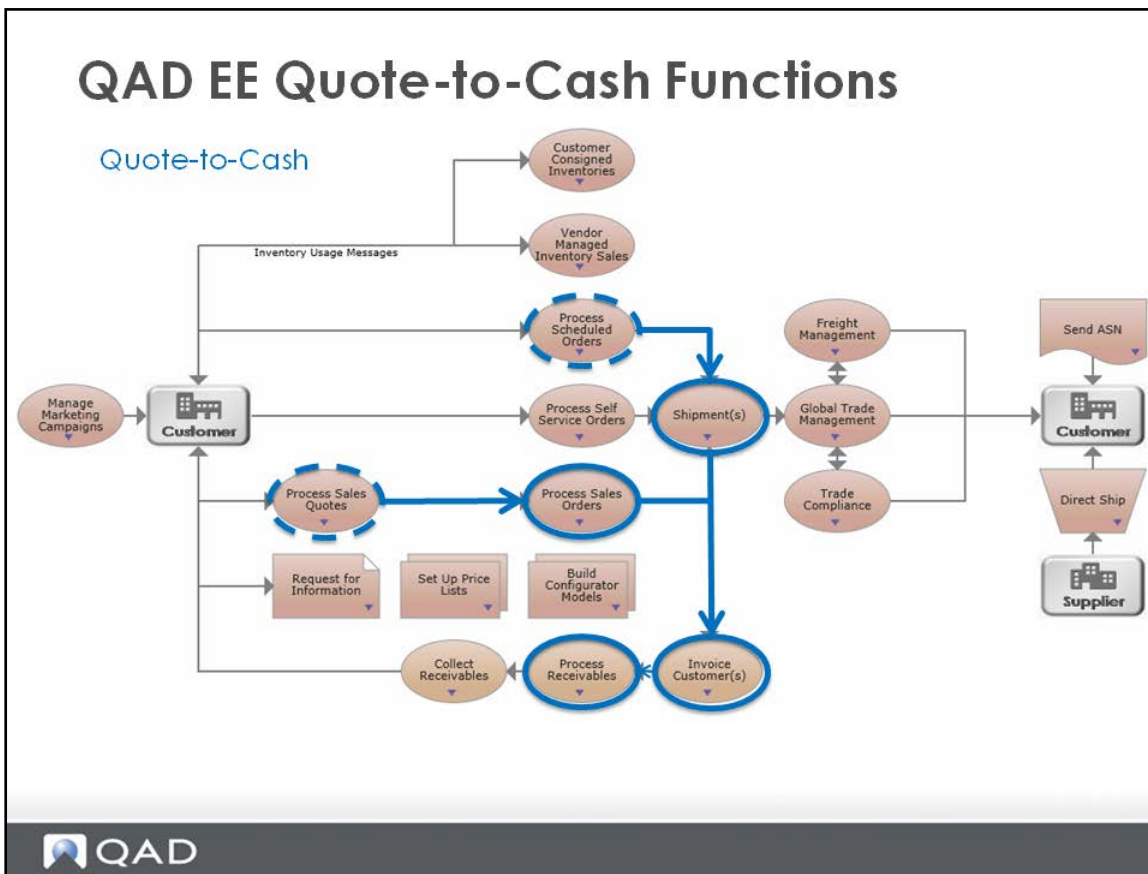 QAD EE Quote-to-Cash Functions
Quote-to-Cash
Customer
Consigned
Inventories
Inventory Usage Messages
Vendor
Managed
Inventory Sales
Process
Scheduled
Orders
Freight
Management
Send ASN
Manage
Marketing
Campaigns
Customer
Process Self
Service Orders
Shipment(s)
Global Trade
Management
Customer
Process Sales
Quotes
Process Sales
Orders
Trade
Compliance
Direct Ship
Request for
Information
Set Up Price
Lists
Build
Configurator
Models
Supplier
Collect
Receivables
Process
Receivables
Invoice
Customer(s)
QAD